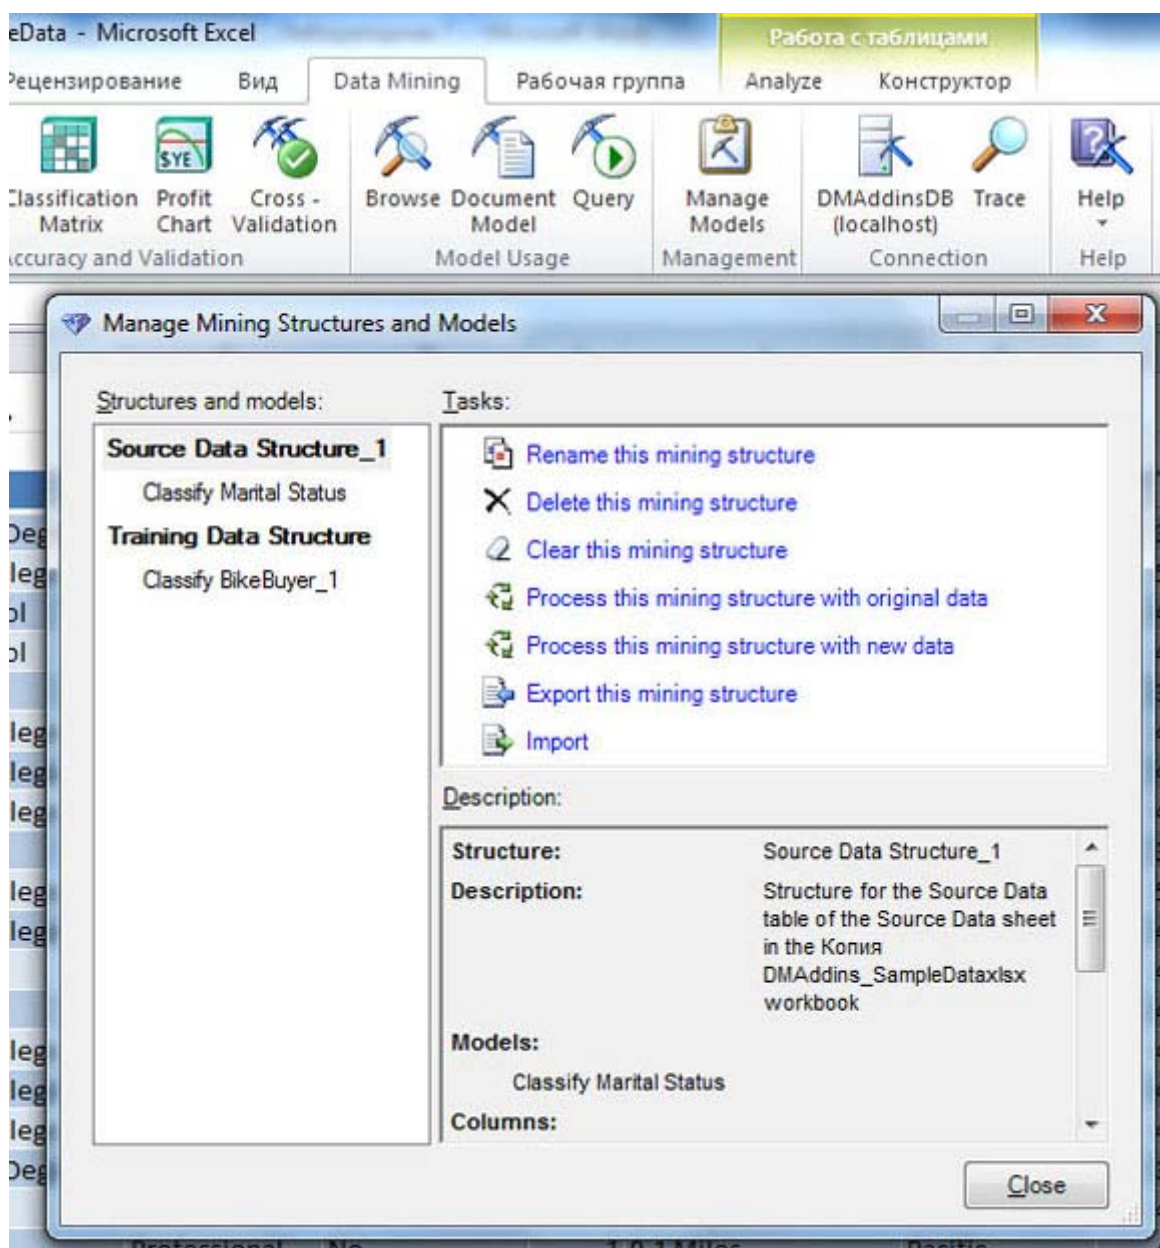 eData - Microsoft Excel
Работа с таблицами
Рецензирование Вид Data Mining Рабочая группа Analyze Конструктор
$YE
Classification Matrix Profit Chart Cross - Validation Browse Document Model Query Manage Models DMAddinsDB (localhost) Trace Help
Accuracy and Validation Model Usage Management Connection Help
Manage Mining Structures and Models
Structures and models:
Source Data Structure_1
Classify Marital Status
Training Data Structure
Classify BikeBuyer_1
Tasks:
Rename this mining structure
Delete this mining structure
Clear this mining structure
Process this mining structure with original data
Process this mining structure with new data
Export this mining structure
Import
Description:
Structure: Source Data Structure_1
Description: Structure for the Source Data
table of the Source Data sheet
in the Копия
DMAddins_SampleDataxlsx
workbook
Models:
Classify Marital Status
Columns:
Close